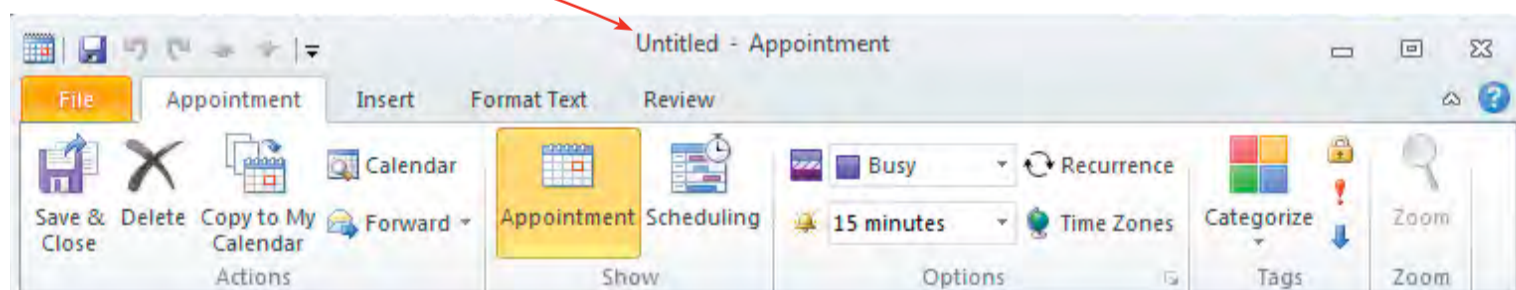 Untitled - Appointment
File Appointment Insert Format Text Review
Calendar Busy Recurrence
Save & Close Delete Copy to My Calendar Forward Appointment Scheduling 15 minutes Time Zones Categorize Zoom
Actions Show Options Tags Zoom